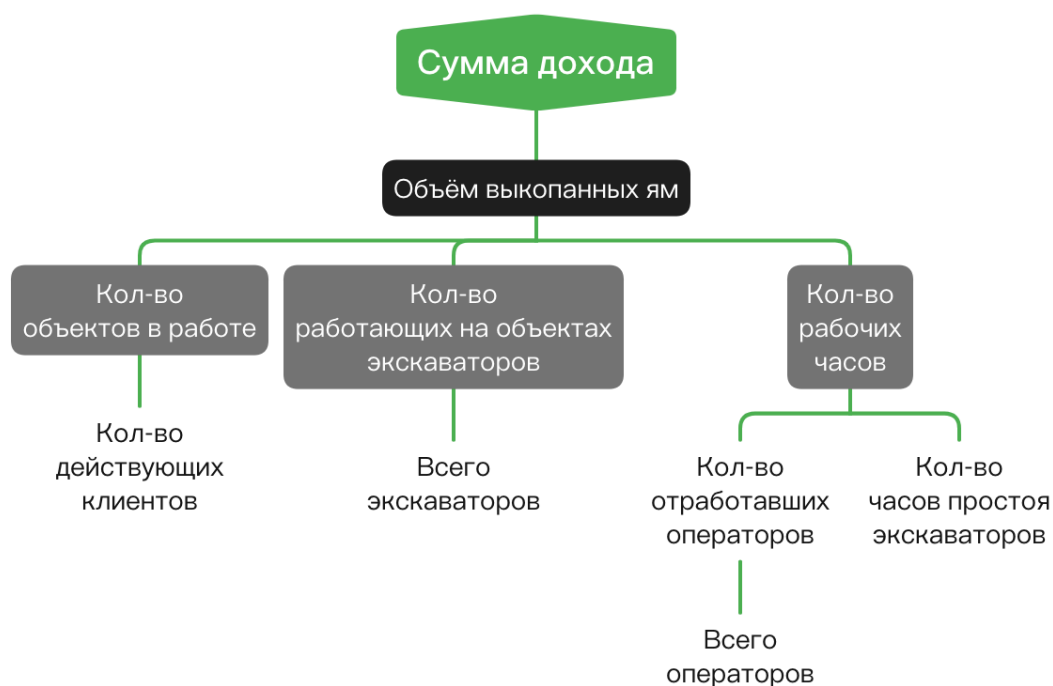 Сумма дохода
Объём выкопанных ям
Кол-во
объектов в работе
Кол-во
работающих на объектах
экскаваторов
Кол-во
рабочих
часов
Кол-во
действующих
клиентов
Всего
экскаваторов
Кол-во
отработавших
операторов
Кол-во
часов простоя
экскаваторов
Всего
операторов